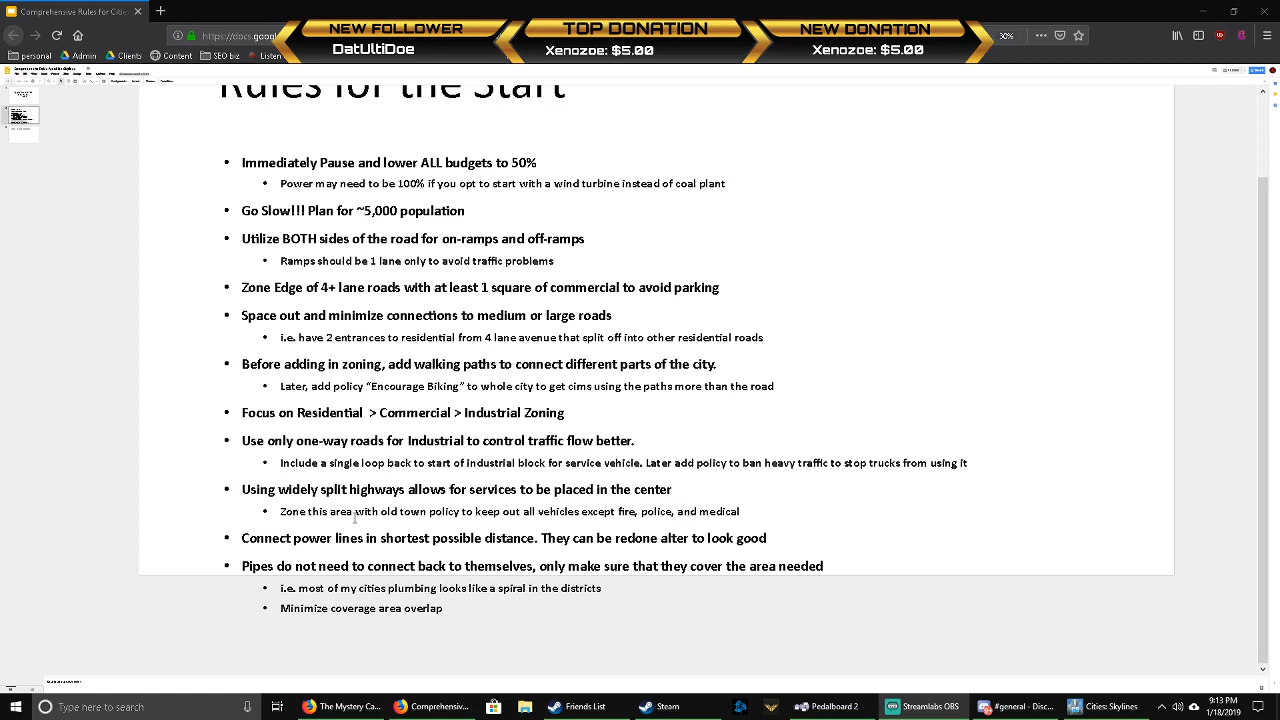 Comprehensive Rules for Cities
NEW FOLLOWER
DatUltiDoe
TOP DONATION
Xenozoe: $5.00
NEW DONATION
Xenozoe: $5.00
https://docs.goo
30%
Admin
Home
Edu
SciBiz
Listen
Rules for the Start
• Immediately Pause and lower ALL budgets to 50%
• Power may need to be 100% if you opt to start with a wind turbine instead of coal plant
• Go Slow!!! Plan for ~5,000 population
• Utilize BOTH sides of the road for on-ramps and off-ramps
• Ramps should be 1 lane only to avoid traffic problems
• Zone Edge of 4+ lane roads with at least 1 square of commercial to avoid parking
• Space out and minimize connections to medium or large roads
• i.e. have 2 entrances to residential from 4 lane avenue that split off into other residential roads
• Before adding in zoning, add walking paths to connect different parts of the city.
• Later, add policy “Encourage Biking” to whole city to get cims using the paths more than the road
• Focus on Residential > Commercial > Industrial Zoning
• Use only one-way roads for Industrial to control traffic flow better.
• Include a single loop back to start of industrial block for service vehicle. Later add policy to ban heavy traffic to stop trucks from using it
• Using widely split highways allows for services to be placed in the center
• Zone this area with old town policy to keep out all vehicles except fire, police, and medical
• Connect power lines in shortest possible distance. They can be redone alter to look good
• Pipes do not need to connect back to themselves, only make sure that they cover the area needed
• i.e. most of my cities plumbing looks like a spiral in the districts
• Minimize coverage area overlap
Type here to search
The Mystery Ca...
Comprehensiv...
Friends List
Steam
Pedalboard 2
Streamlabs OBS
#general - Disc...
Cities Skylines
9:13 PM
1/18/2019